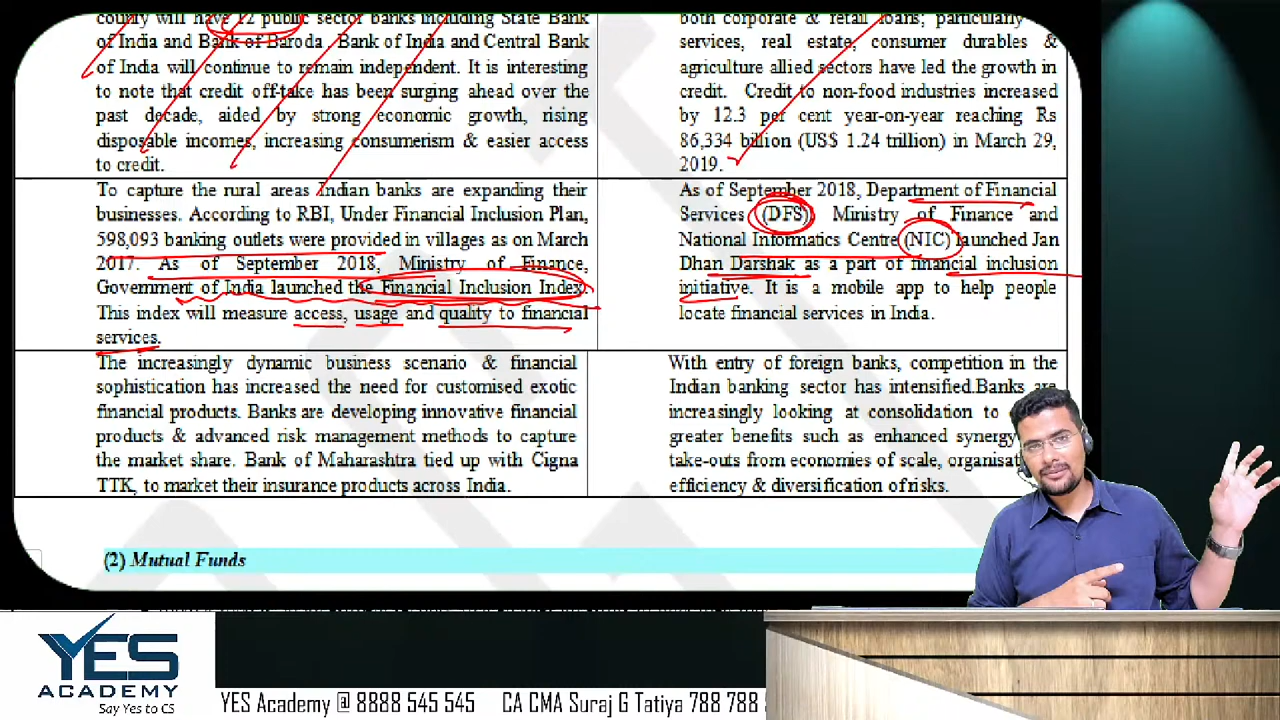 county will have 12 public sector banks including State Bank
of India and Bank of Baroda . Bank of India and Central Bank
of India will continue to remain independent. It is interesting
to note that credit off-take has been surging ahead over the
past decade, aided by strong economic growth, rising
disposable incomes, increasing consumerism & easier access
to credit.
both corporate & retail loans; particularly
services, real estate, consumer durables &
agriculture allied sectors have led the growth in
credit. Credit to non-food industries increased
by 12.3 per cent year-on-year reaching Rs
86,334 billion (US$ 1.24 trillion) in March 29,
2019.
To capture the rural areas Indian banks are expanding their
businesses. According to RBI, Under Financial Inclusion Plan,
598,093 banking outlets were provided in villages as on March
2017. As of September 2018, Ministry of Finance,
Government of India launched the Financial Inclusion Index.
This index will measure access, usage and quality to financial
services.
As of September 2018, Department of Financial
Services (DFS) Ministry of Finance and
National Informatics Centre (NIC) launched Jan
Dhan Darshak as a part of financial inclusion
initiative. It is a mobile app to help people
locate financial services in India.
The increasingly dynamic business scenario & financial
sophistication has increased the need for customised exotic
financial products. Banks are developing innovative financial
products & advanced risk management methods to capture
the market share. Bank of Maharashtra tied up with Cigna
TTK, to market their insurance products across India.
With entry of foreign banks, competition in the
Indian banking sector has intensified.Banks are
increasingly looking at consolidation to
greater benefits such as enhanced synergy
take-outs from economies of scale,
efficiency & diversification of risks.
(2) Mutual Funds
YES
ACADEMY
Say Yes to CS
YES Academy @ 8888 545 545 CA CMA Suraj G Tatiya 788 788